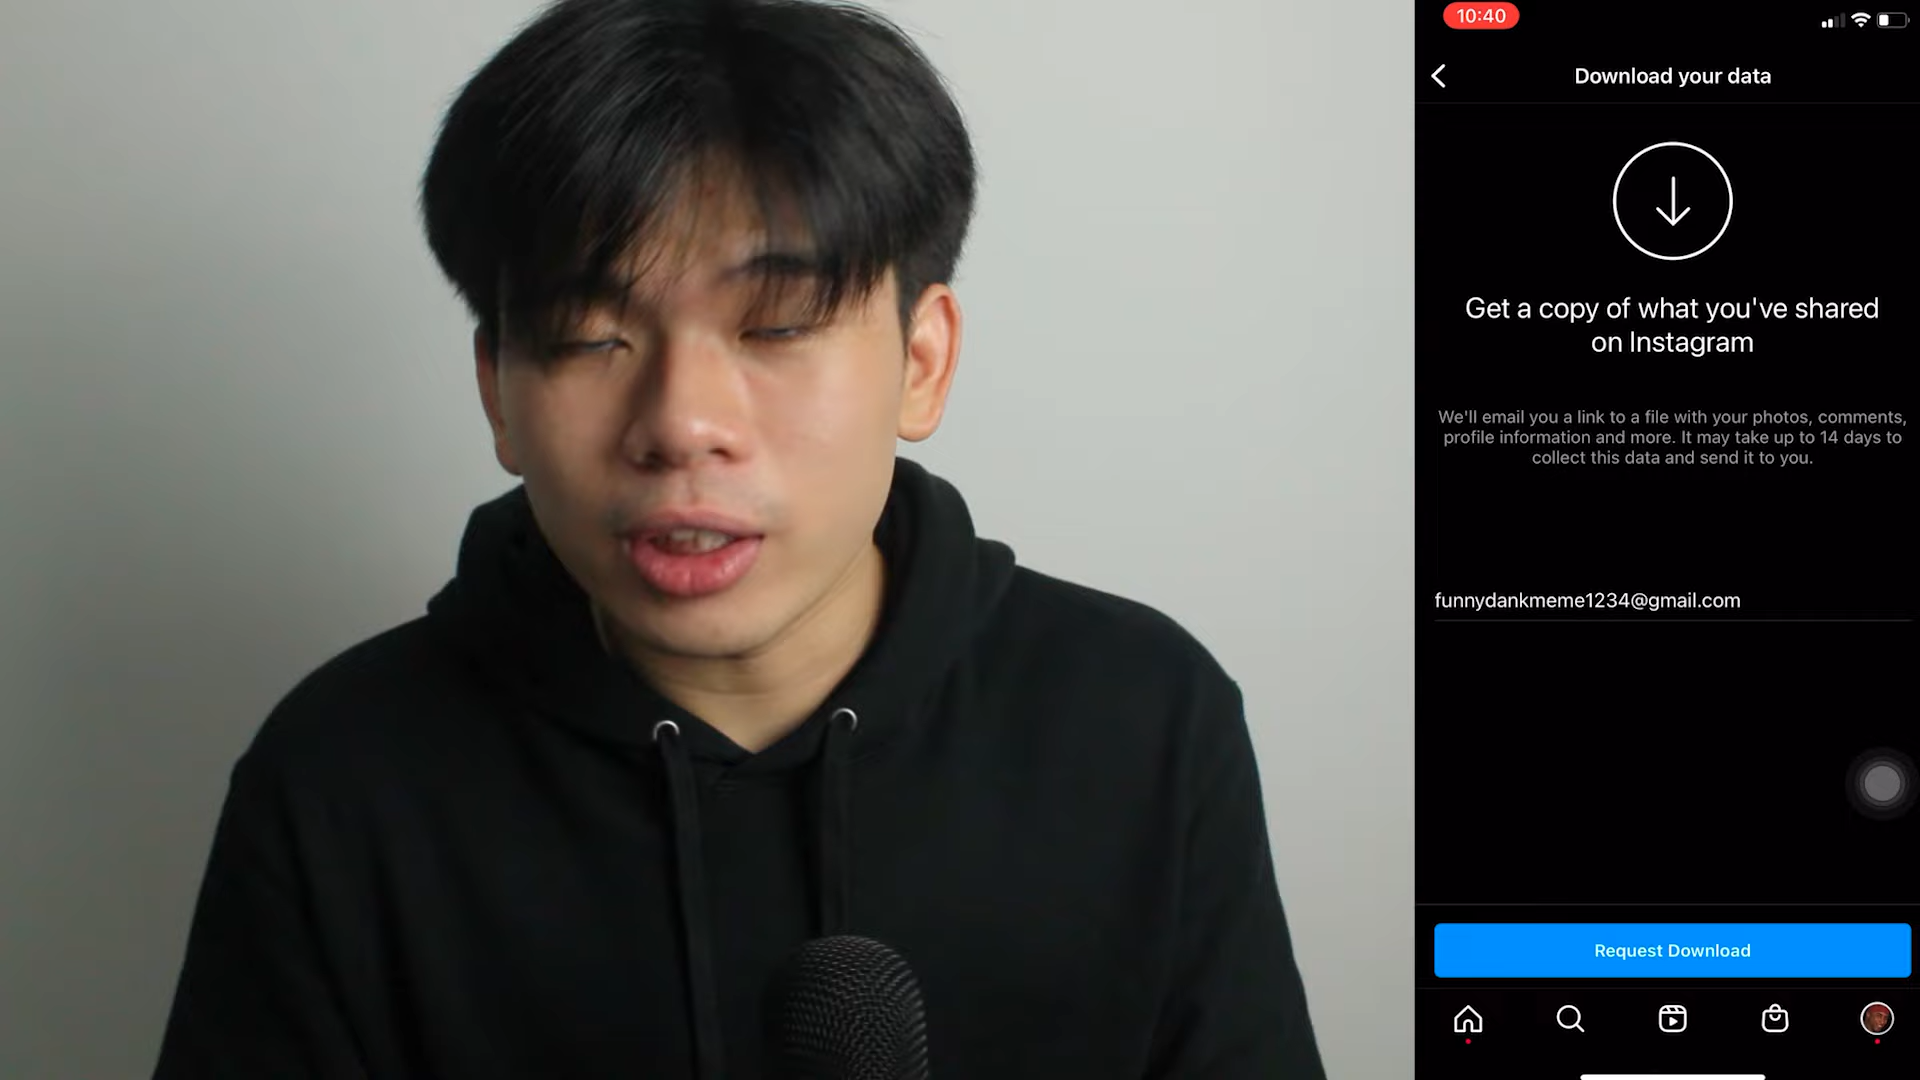 10:40
Download your data
Get a copy of what you've shared
on Instagram
We'll email you a link to a file with your photos, comments,
profile information and more. It may take up to 14 days to
collect this data and send it to you.
funnydankmeme1234@gmail.com
Request Download